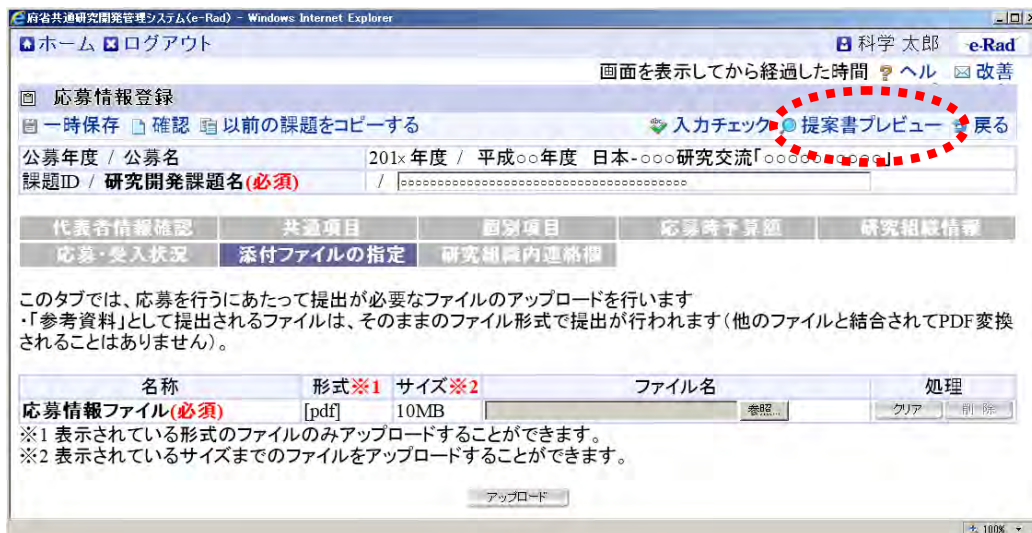 府省共通研究開発管理システム(e-Rad) - Windows Internet Explorer
ホーム ログアウト 科学 太郎 e-Rad
画面を表示してから経過した時間 ヘル 改善
応募情報登録
一時保存 確認 以前の課題をコピーする 入力チェック 提案書プレビュー 戻る
公募年度 / 公募名 201x 年度 / 平成○○年度 日本-○○○研究交流「○○○○○○○○○○」
課題ID / 研究開発課題名(必須) /
代表者情報確認 共通項目 個別項目 応募時予算額 研究組織情報
応募・受入状況 添付ファイルの指定 研究組織内連絡欄
このタブでは、応募を行うにあたって提出が必要なファイルのアップロードを行います
・「参考資料」として提出されるファイルは、そのままのファイル形式で提出が行われます(他のファイルと結合されてPDF変換
されることはありません)。
名称 形式※1 サイズ※2 ファイル名 処理
応募情報ファイル(必須) [pdf] 10MB 参照... クリア 削除
※1 表示されている形式のファイルのみアップロードすることができます。
※2 表示されているサイズまでのファイルをアップロードすることができます。
アップロード
100%